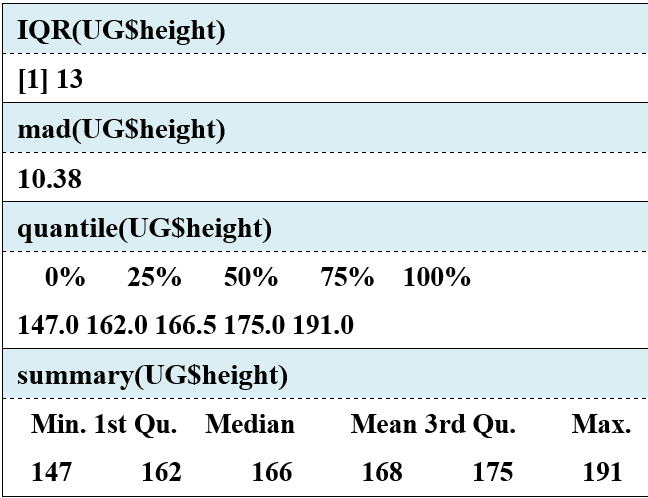 IQR(UG$height)
[1] 13
mad(UG$height)
10.38
quantile(UG$height)
0% 25% 50% 75% 100%
147.0 162.0 166.5 175.0 191.0
summary(UG$height)
Min. 1st Qu. Median Mean 3rd Qu. Max.
147 162 166 168 175 191